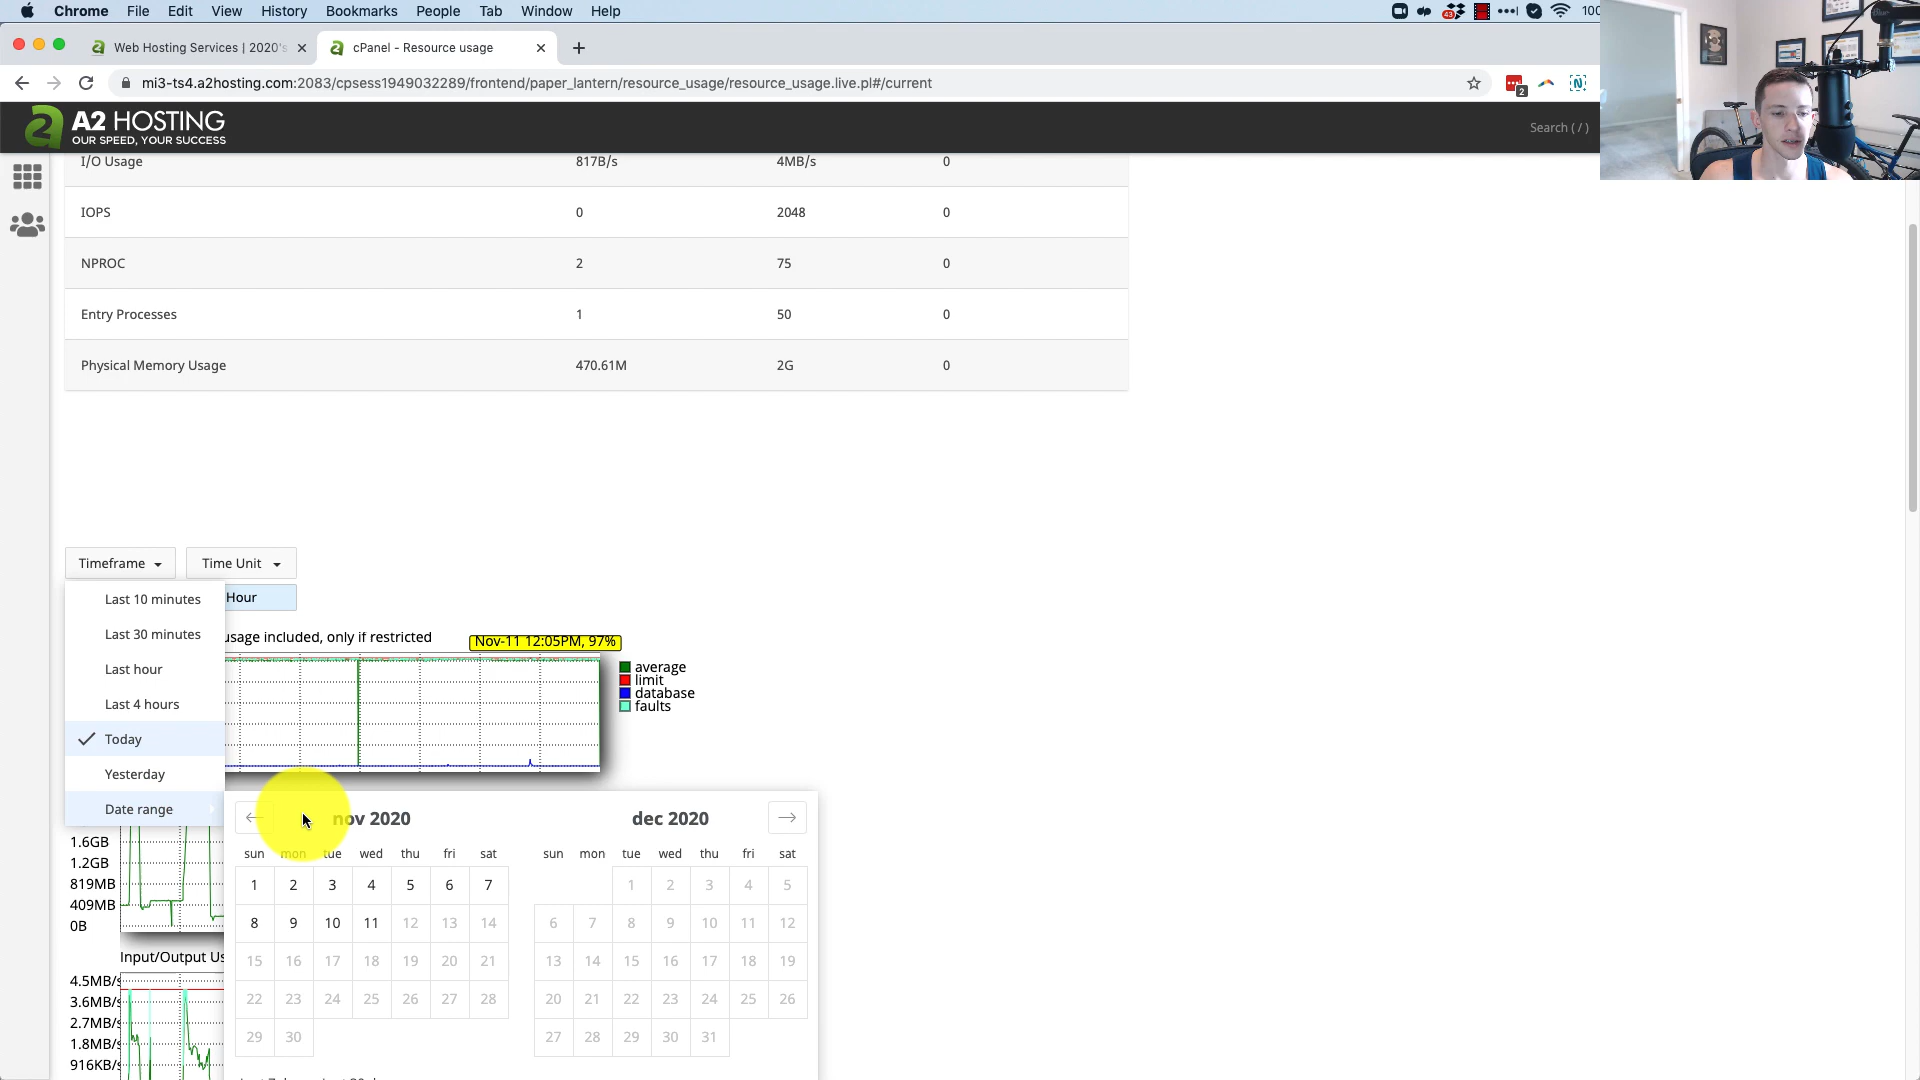 Chrome File Edit View History Bookmarks People Tab Window Help
43
100
Web Hosting Services | 2020's
cPanel - Resource usage
mi3-ts4.a2hosting.com:2083/cpsess1949032289/frontend/paper_lantern/resource_usage/resource_usage.live.pl#/current
2
A2 HOSTING
OUR SPEED, YOUR SUCCESS
Search ( / )
I/O Usage 817B/s 4MB/s 0
IOPS 0 2048 0
NPROC 2 75 0
Entry Processes 1 50 0
Physical Memory Usage 470.61M 2G 0
Timeframe Time Unit
Last 10 minutes
Hour
Last 30 minutes
usage included, only if restricted
Nov-11 12:05PM, 97%
Last hour
average
limit
database
faults
Last 4 hours
Today
Yesterday
Date range
nov 2020 dec 2020
sun mon tue wed thu fri sat sun mon tue wed thu fri sat
1 2 3 4 5 6 7 1 2 3 4 5
8 9 10 11 12 13 14 6 7 8 9 10 11 12
15 16 17 18 19 20 21 13 14 15 16 17 18 19
22 23 24 25 26 27 28 20 21 22 23 24 25 26
29 30 27 28 29 30 31
1.6GB
1.2GB
819MB
409MB
0B
Input/Output Us
4.5MB/s
3.6MB/s
2.7MB/s
1.8MB/s
916KB/s